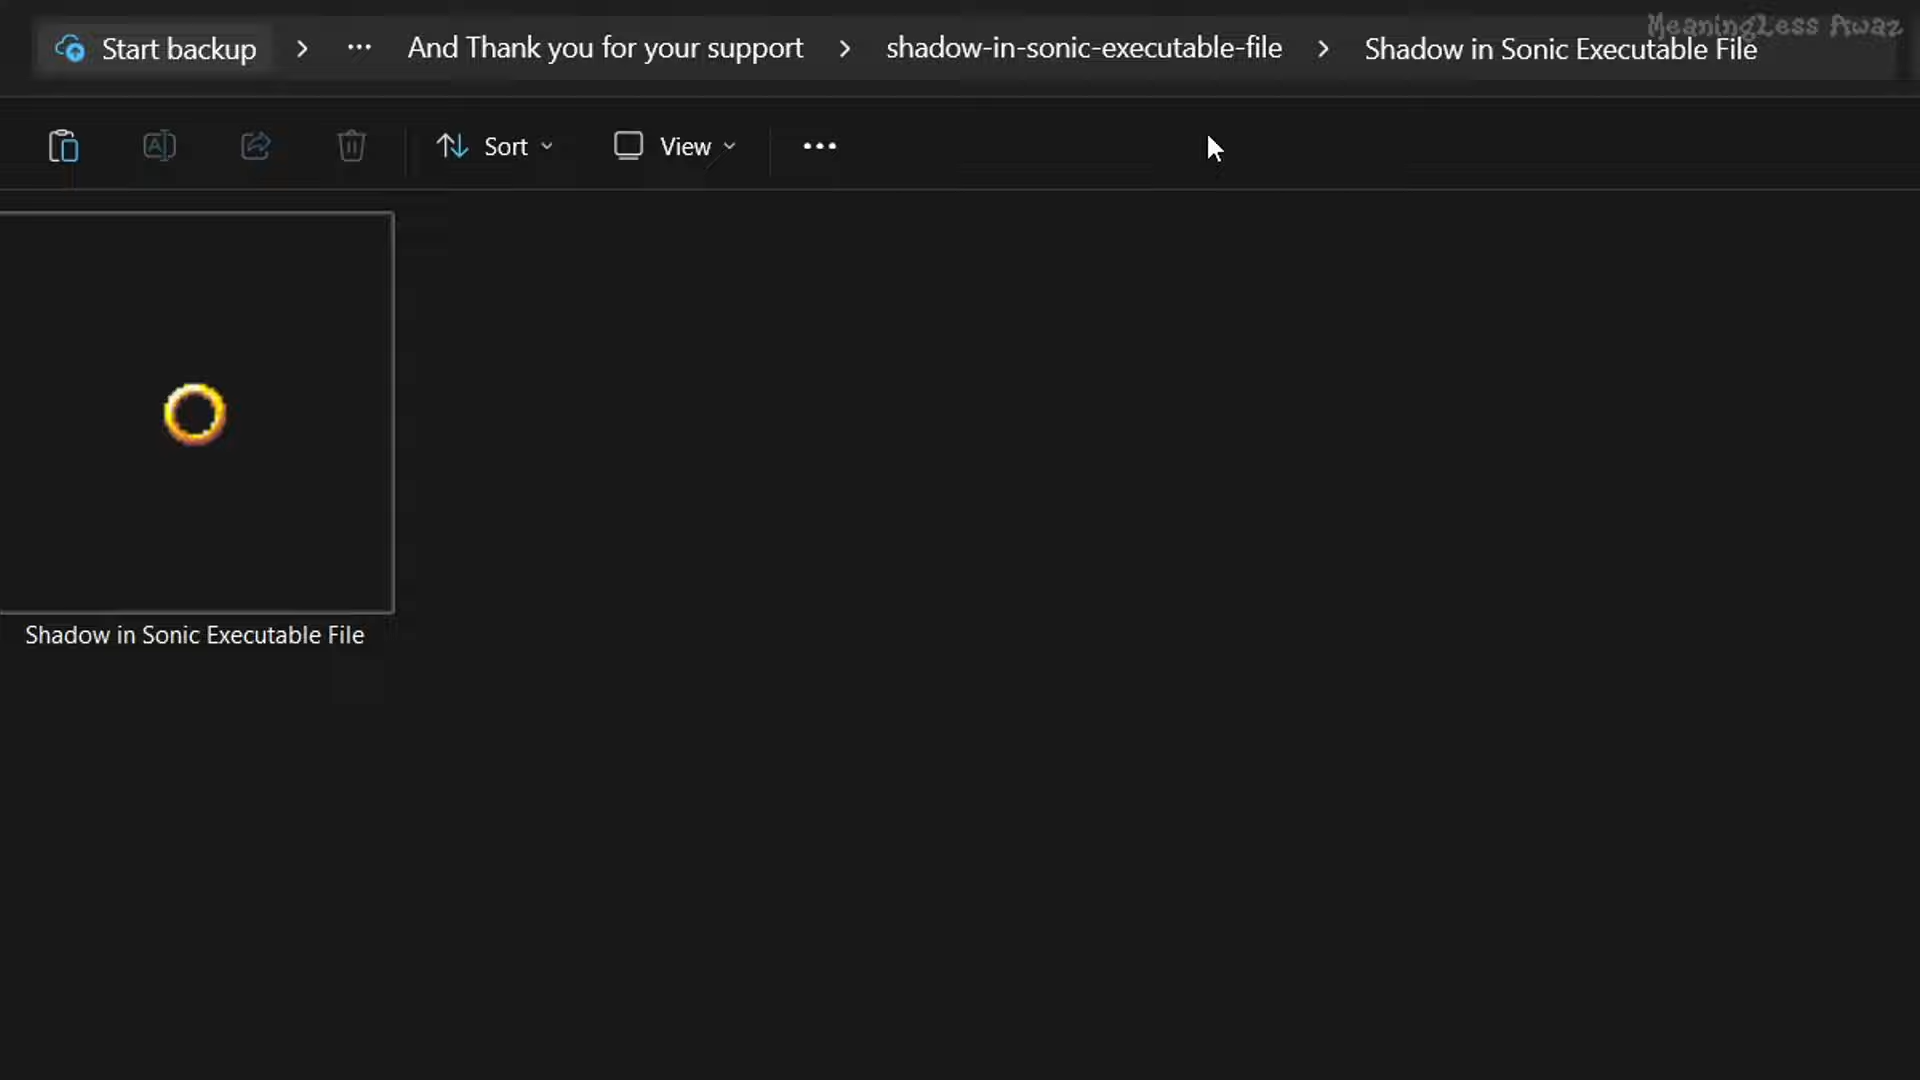 MeaningLess Awaz
Start backup > ... And Thank you for your support > shadow-in-sonic-executable-file > Shadow in Sonic Executable File
Sort View ...
Shadow in Sonic Executable File